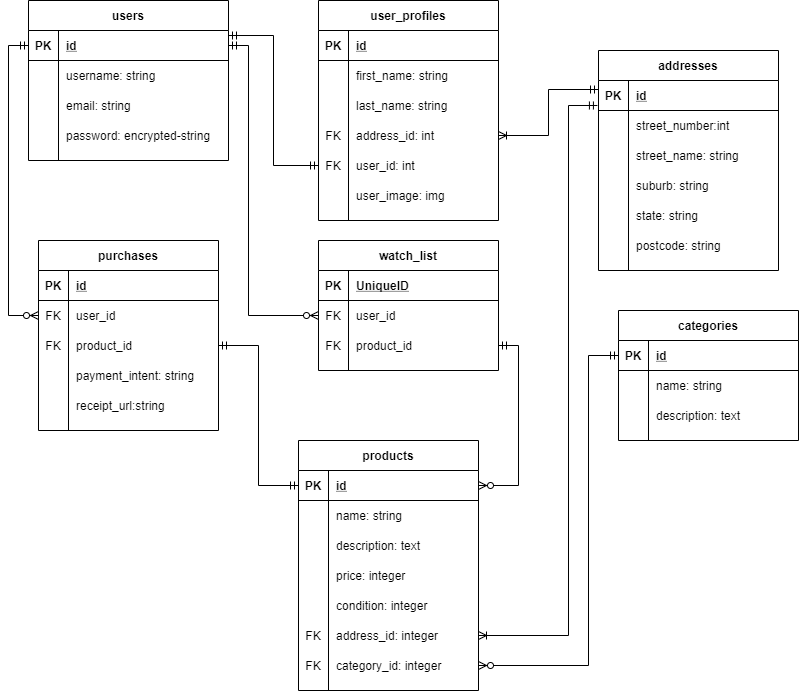 users
PK id
username: string
email: string
password: encrypted-string
user_profiles
PK id
first_name: string
last_name: string
FK address_id: int
FK user_id: int
user_image: img
addresses
PK id
street_number:int
street_name: string
suburb: string
state: string
postcode: string
purchases
PK id
FK user_id
FK product_id
payment_intent: string
receipt_url:string
watch_list
PK UniqueID
FK user_id
FK product_id
categories
PK id
name: string
description: text
products
PK id
name: string
description: text
price: integer
condition: integer
FK address_id: integer
FK category_id: integer